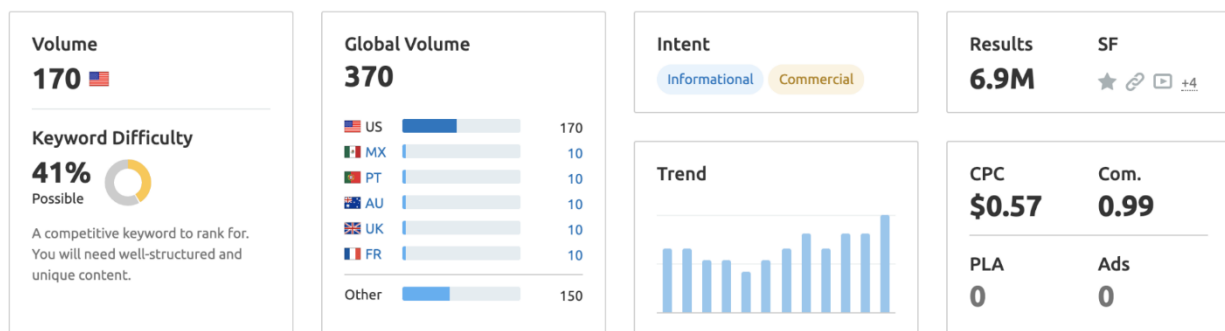 Volume
170
Keyword Difficulty
41%
Possible
A competitive keyword to rank for.
You will need well-structured and
unique content.
Global Volume
370
US 170
MX 10
PT 10
AU 10
UK 10
FR 10
Other 150
Intent
Informational Commercial
Trend
Results SF
6.9M +4
CPC Com.
$0.57 0.99
PLA Ads
0 0